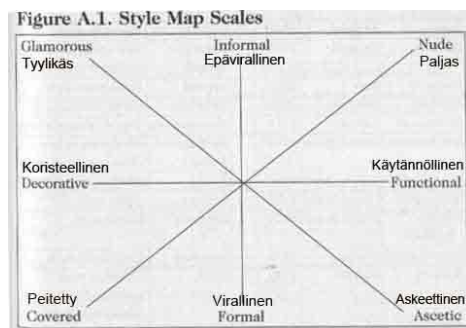 Figure A.1. Style Map Scales
Glamorous Informal Nude
Tyylikäs Epävirallinen Paljas
Koristeellinen Käytännöllinen
Decorative Functional
Peitetty Virallinen Askeettinen
Covered Formal Ascetic